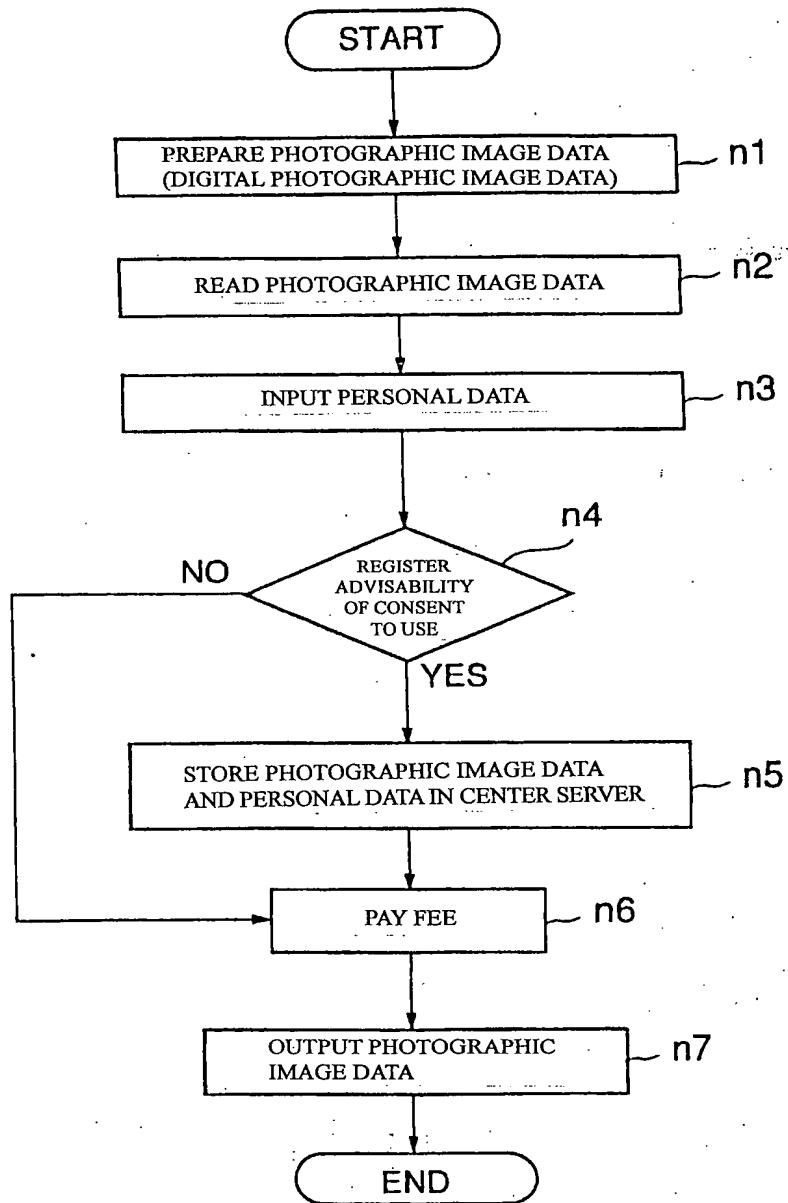 START
PREPARE PHOTOGRAPHIC IMAGE DATA
(DIGITAL PHOTOGRAPHIC IMAGE DATA)
n1
READ PHOTOGRAPHIC IMAGE DATA
n2
INPUT PERSONAL DATA
n3
n4
REGISTER
ADVISABILITY
OF CONSENT
TO USE
NO
YES
STORE PHOTOGRAPHIC IMAGE DATA
AND PERSONAL DATA IN CENTER SERVER
n5
PAY FEE
n6
OUTPUT PHOTOGRAPHIC
IMAGE DATA
n7
END